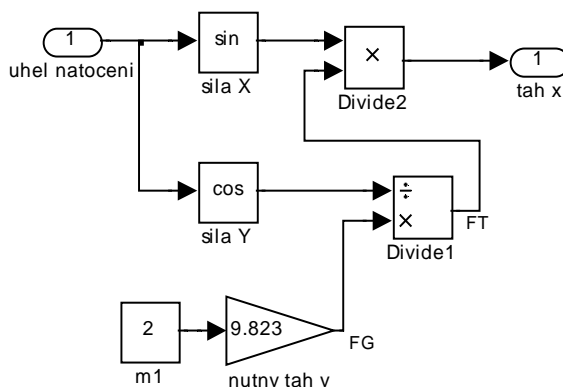 1
uhel natoceni
sin
sila X
×
Divide2
1
tah x
cos
sila Y
÷
×
Divide1
FT
2
m1
9.823
nutny tah y
FG